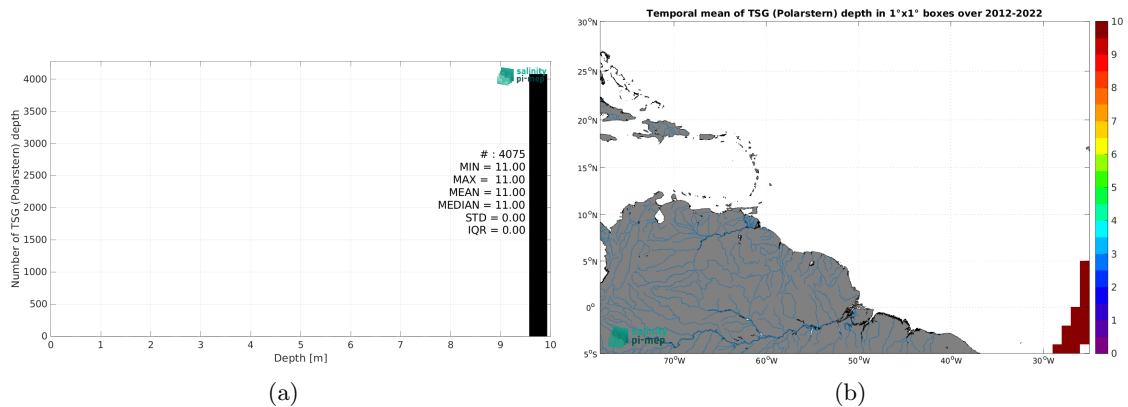 Number of TSG (Polarstern) depth
4000
3500
3000
2500
2000
1500
1000
500
0
salinity
pi-mep
# : 4075
MIN = 11.00
MAX = 11.00
MEAN = 11.00
MEDIAN = 11.00
STD = 0.00
IQR = 0.00
0 1 2 3 4 5 6 7 8 9 10
Depth [m]
(a)
Temporal mean of TSG (Polarstern) depth in 1°x1° boxes over 2012-2022
30°N
25°N
20°N
15°N
10°N
5°N
0°
5°S
salinity
pi-mep
70°W 60°W 50°W 40°W 30°W
10
9
8
7
6
5
4
3
2
1
0
(b)